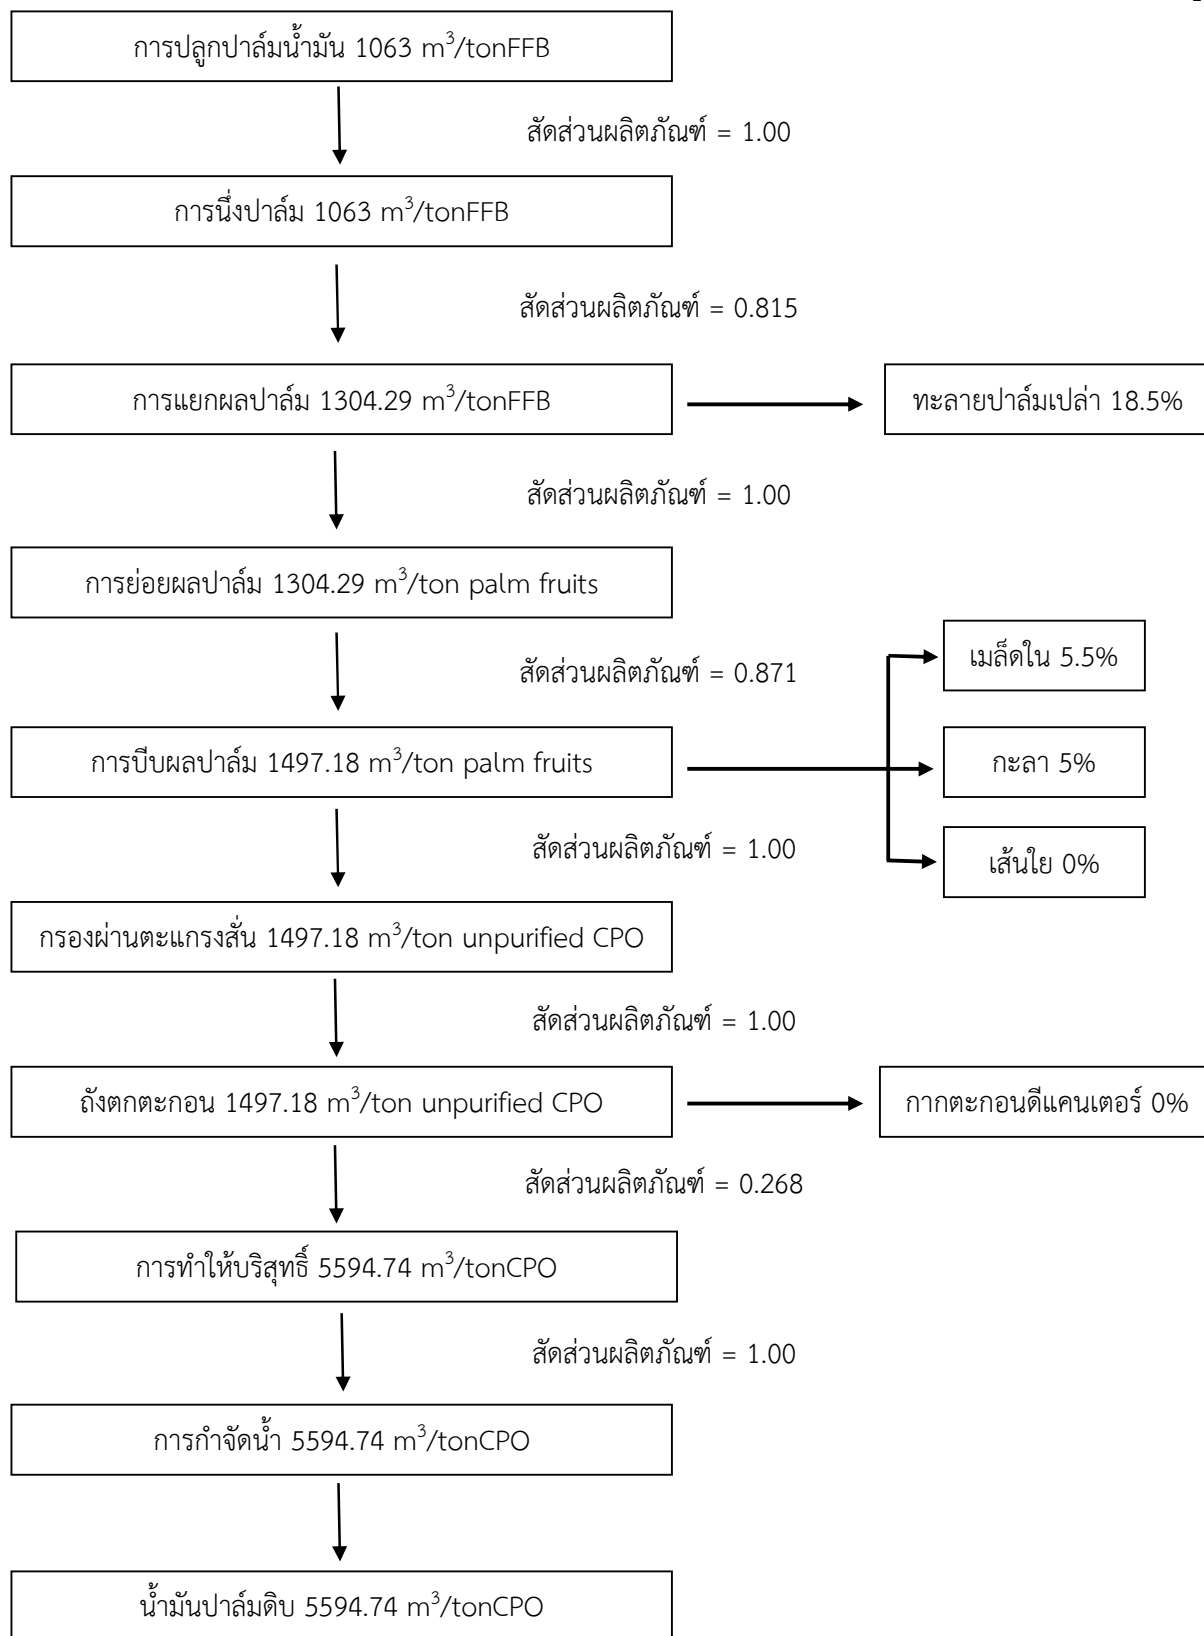 การปลูกปาล์มน้ำมัน 1063 m³/tonFFB
สัดส่วนผลิตภัณฑ์ = 1.00
การนึ่งปาล์ม 1063 m³/tonFFB
สัดส่วนผลิตภัณฑ์ = 0.815
การแยกผลปาล์ม 1304.29 m³/tonFFB
ทะลายปาล์มเปล่า 18.5%
สัดส่วนผลิตภัณฑ์ = 1.00
การย่อยผลปาล์ม 1304.29 m³/ton palm fruits
สัดส่วนผลิตภัณฑ์ = 0.871
เมล็ดใน 5.5%
การบีบผลปาล์ม 1497.18 m³/ton palm fruits
กะลา 5%
สัดส่วนผลิตภัณฑ์ = 1.00
เส้นใย 0%
กรองผ่านตะแกรงสั่น 1497.18 m³/ton unpurified CPO
สัดส่วนผลิตภัณฑ์ = 1.00
ถังตกตะกอน 1497.18 m³/ton unpurified CPO
กากตะกอนดีแคนเตอร์ 0%
สัดส่วนผลิตภัณฑ์ = 0.268
การทำให้บริสุทธิ์ 5594.74 m³/tonCPO
สัดส่วนผลิตภัณฑ์ = 1.00
การกำจัดน้ำ 5594.74 m³/tonCPO
น้ำมันปาล์มดิบ 5594.74 m³/tonCPO